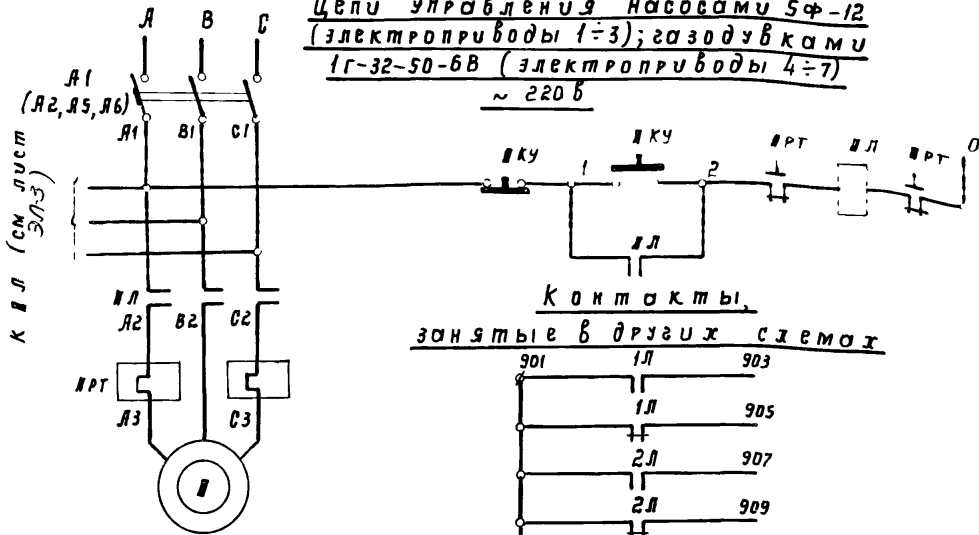 А В С
Цепи управления насосами 5Ф-12
(электроприводы 1÷3); газодувками
1Г-32-50-6В (электроприводы 4÷7)
~ 220 в
А1
(А2, А5, А6)
А1 В1 С1
КУ
КУ
РТ
Л
РТ
0
1
2
Л
К Л (см. лист
ЭЛ-3)
Л
А2 В2 С2
РТ
А3 С3
Контакты,
занятые в других схемах
901 1Л 903
1Л 905
2Л 907
2Л 909